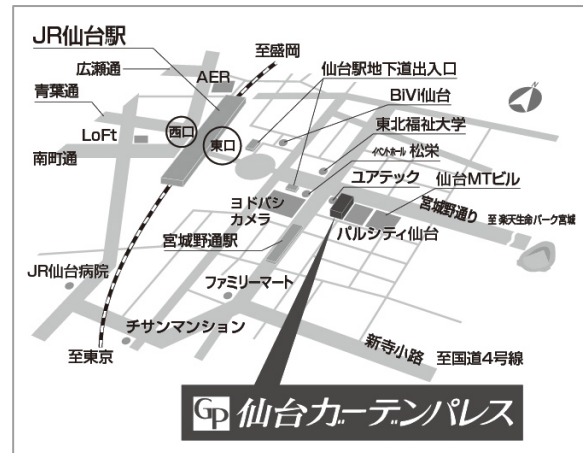 JR仙台駅
至盛岡
広瀬通
AER
仙台駅地下道出入口
青葉通
BiVi仙台
西口
東口
LoFt
東北福祉大学
南町通
イベントホール 松栄
ユアテック
仙台MTビル
ヨドバシ
カメラ
宮城野通り
至 楽天生命パーク宮城
宮城野通駅
パルシティ仙台
JR仙台病院
ファミリーマート
チサンマンション
新寺小路
至東京
至国道4号線
GP 仙台ガーデンパレス
N